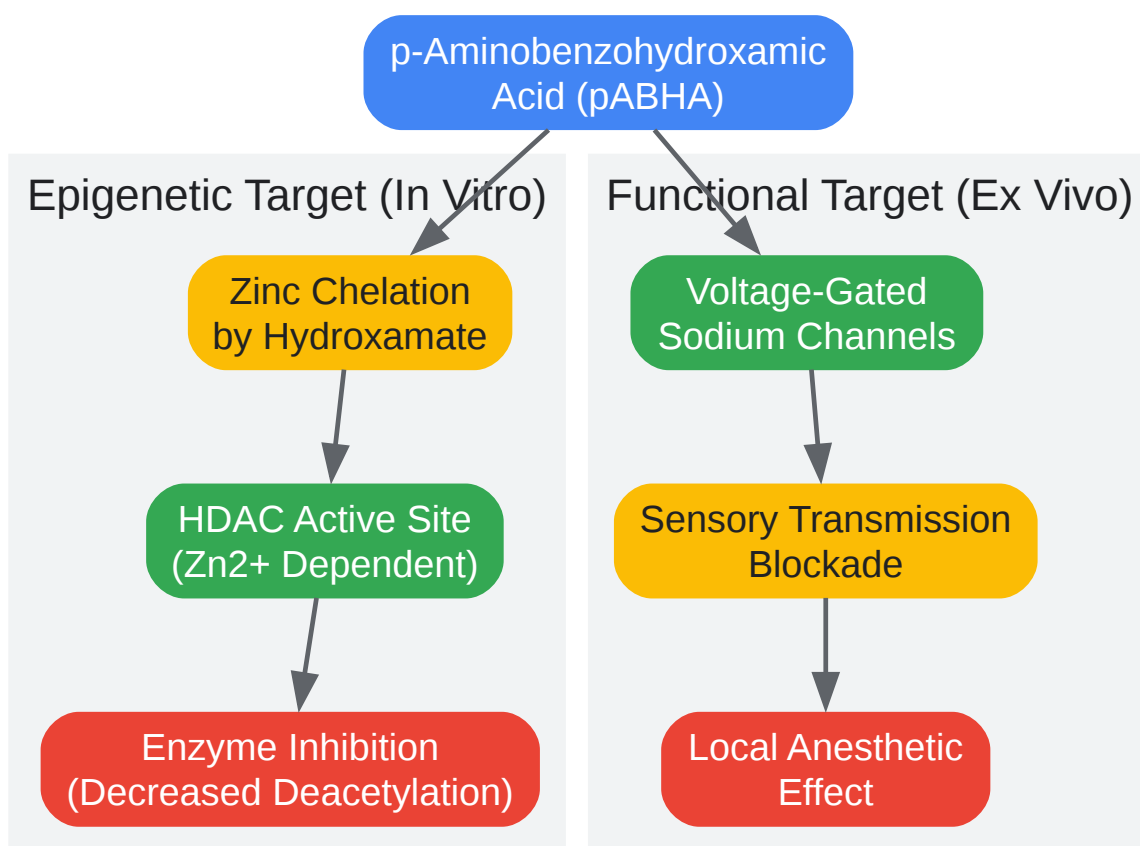 p-Aminobenzohydroxamic
Acid (pABHA)
Epigenetic Target (In Vitro)
Zinc Chelation
by Hydroxamate
HDAC Active Site
(Zn2+ Dependent)
Enzyme Inhibition
(Decreased Deacetylation)
Functional Target (Ex Vivo)
Voltage-Gated
Sodium Channels
Sensory Transmission
Blockade
Local Anesthetic
Effect